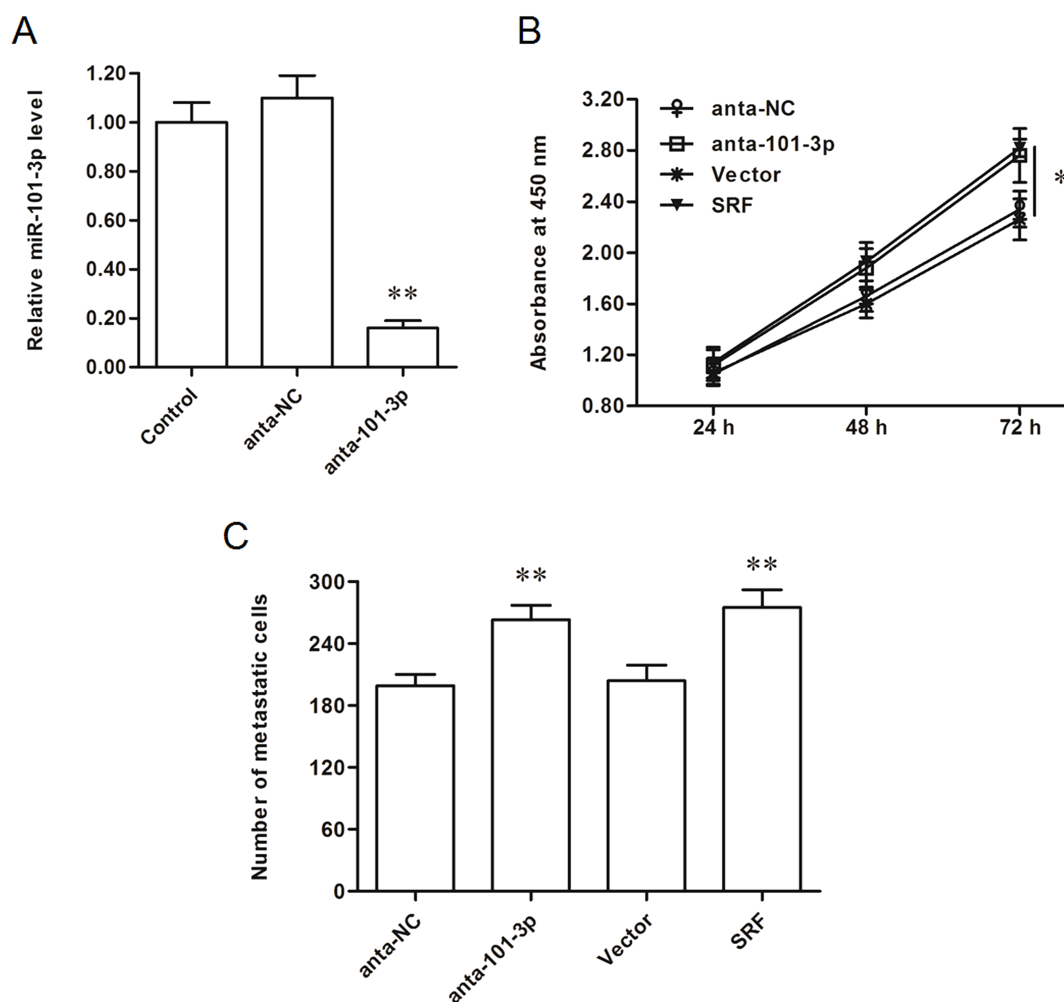 A
Relative miR-101-3p level
1.20
1.00
0.80
0.60
0.40
0.20
0.00
**
Control
anta-NC
anta-101-3p
B
Absorbance at 450 nm
3.20
2.80
2.40
2.00
1.60
1.20
0.80
anta-NC
anta-101-3p
Vector
SRF
*
24 h
48 h
72 h
C
Number of metastatic cells
300
240
180
120
60
0
**
**
anta-NC
anta-101-3p
Vector
SRF